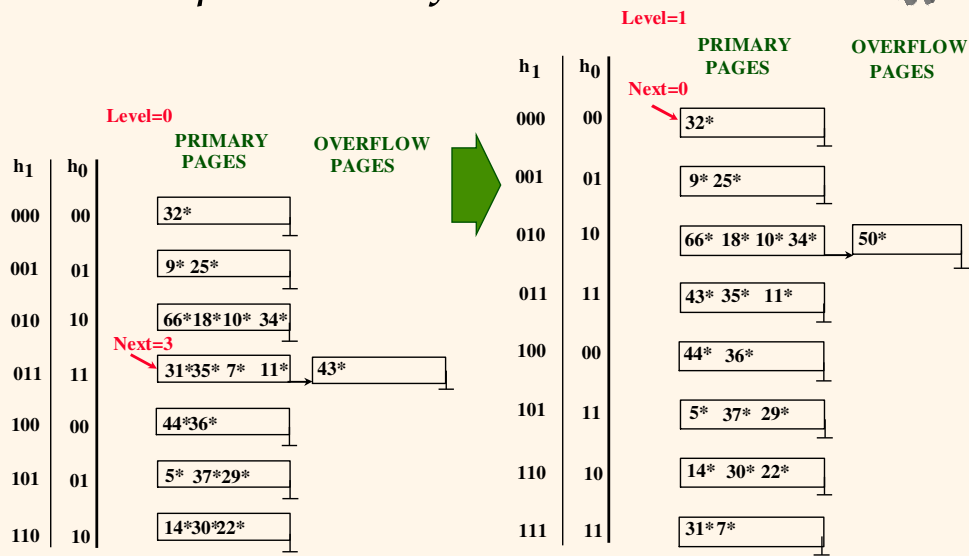 Level=0
PRIMARY OVERFLOW
PAGES PAGES
h1 h0
000 00 32*
001 01 9* 25*
010 10 66*18*10* 34*
Next=3
011 11 31*35* 7* 11* 43*
100 00 44*36*
101 01 5* 37*29*
110 10 14*30*22*
Level=1
PRIMARY OVERFLOW
PAGES PAGES
h1 h0
Next=0
000 00 32*
001 01 9* 25*
010 10 66* 18* 10* 34* 50*
011 11 43* 35* 11*
100 00 44* 36*
101 11 5* 37* 29*
110 10 14* 30* 22*
111 11 31* 7*